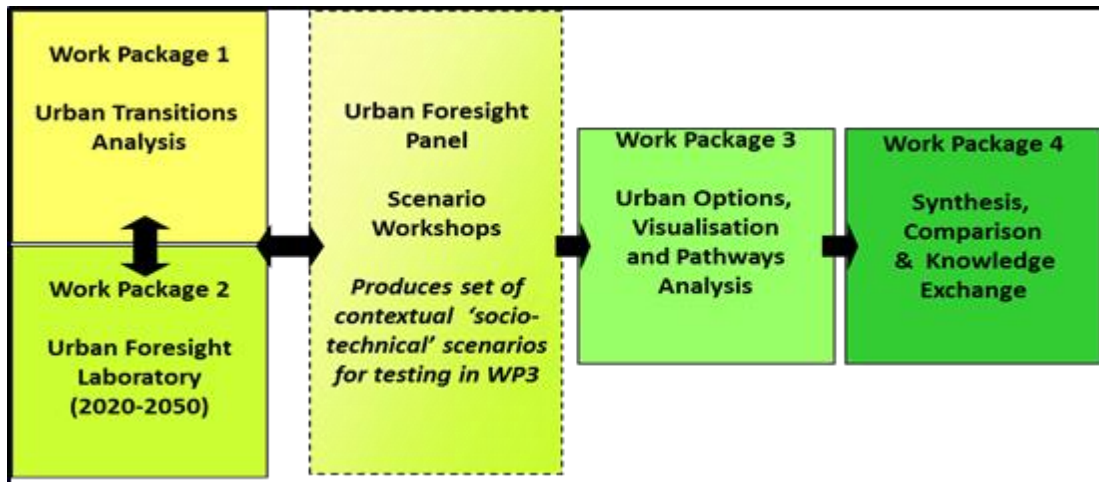 Work Package 1
Urban Transitions
Analysis
Work Package 2
Urban Foresight
Laboratory
(2020-2050)
Urban Foresight
Panel
Scenario
Workshops
Produces set of
contextual ‘socio-
technical’ scenarios
for testing in WP3
Work Package 3
Urban Options,
Visualisation
and Pathways
Analysis
Work Package 4
Synthesis,
Comparison
& Knowledge
Exchange